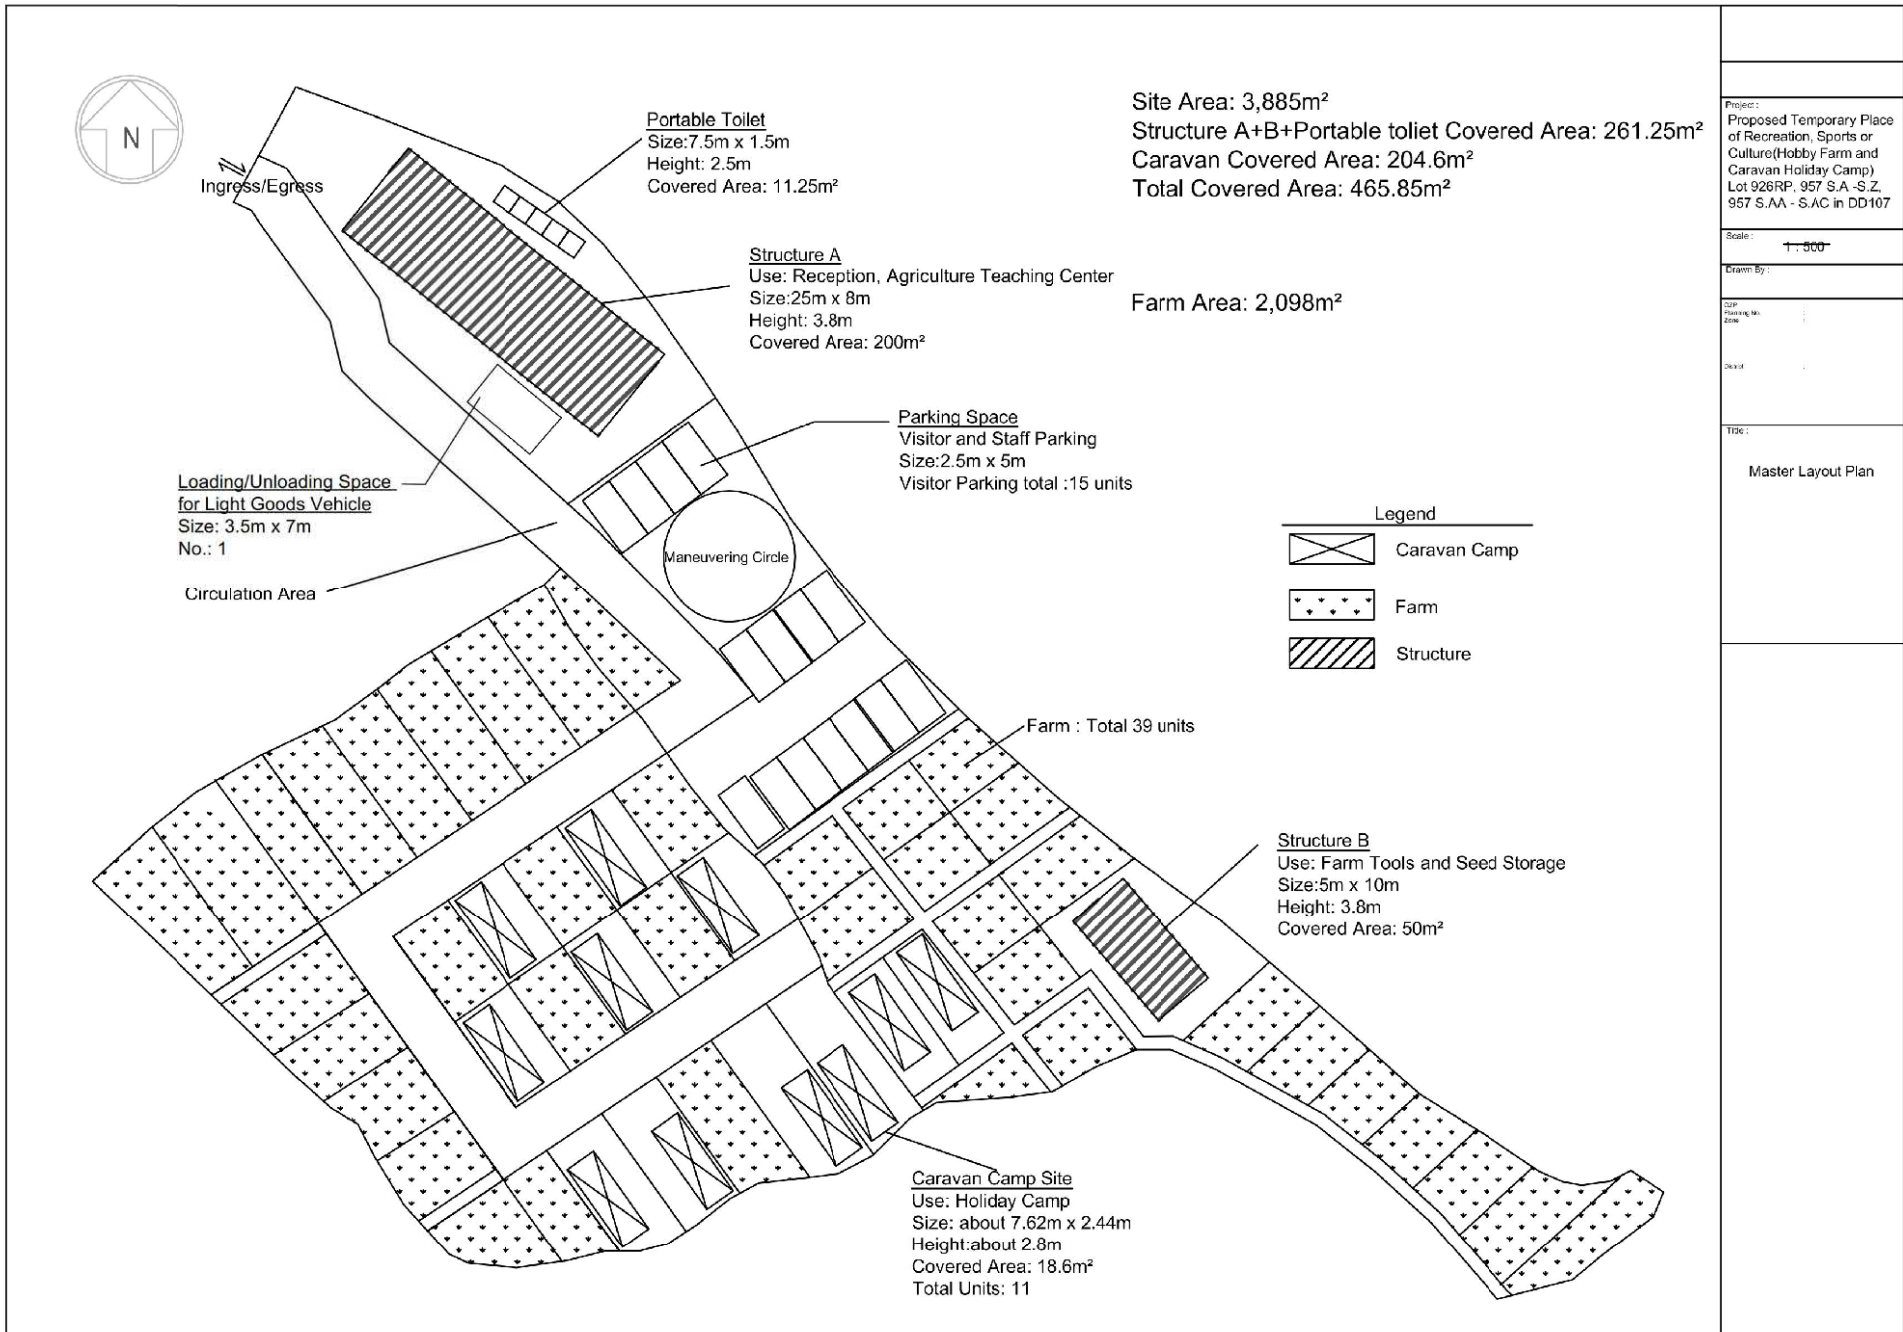 N
Ingress/Egress
Portable Toilet
Size:7.5m x 1.5m
Height: 2.5m
Covered Area: 11.25m²
Structure A
Use: Reception, Agriculture Teaching Center
Size:25m x 8m
Height: 3.8m
Covered Area: 200m²
Site Area: 3,885m²
Structure A+B+Portable toliet Covered Area: 261.25m²
Caravan Covered Area: 204.6m²
Total Covered Area: 465.85m²
Farm Area: 2,098m²
Parking Space
Visitor and Staff Parking
Size:2.5m x 5m
Visitor Parking total :15 units
Loading/Unloading Space
for Light Goods Vehicle
Size: 3.5m x 7m
No.: 1
Circulation Area
Maneuvering Circle
Legend
Caravan Camp
Farm
Structure
Farm : Total 39 units
Structure B
Use: Farm Tools and Seed Storage
Size:5m x 10m
Height: 3.8m
Covered Area: 50m²
Caravan Camp Site
Use: Holiday Camp
Size: about 7.62m x 2.44m
Height:about 2.8m
Covered Area: 18.6m²
Total Units: 11
Project :
Proposed Temporary Place
of Recreation, Sports or
Culture(Hobby Farm and
Caravan Holiday Camp)
Lot 926RP, 957 S.A -S.Z,
957 S.AA - S.AC in DD107
Scale :
1 : 500
Drawn By :
OZP
Planning No. :
Zone :
District :
Title :
Master Layout Plan